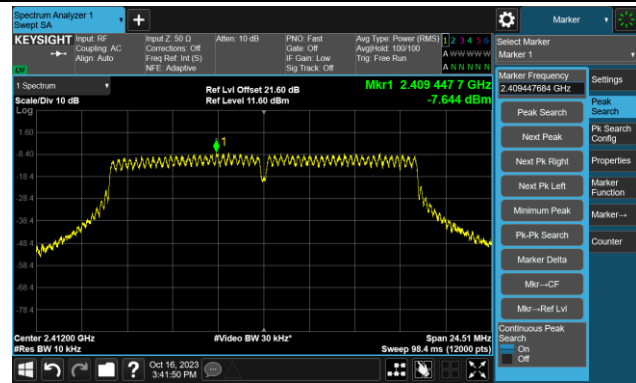 Spectrum Analyzer 1
Swept SA
Marker
KEYSIGHT
Input: RF
Coupling: AC
Align: Auto
Input Z: 50 Ω
Corrections: Off
Freq Ref: Int (S)
NFE: Adaptive
Atten: 10 dB
PNO: Fast
Gate: Off
IF Gain: Low
Sig Track: Off
Avg Type: Power (RMS)
Avg|Hold: 100/100
Trig: Free Run
1 2 3 4 5 6
A W W W W W
A N N N N N
Select Marker
Marker 1
LW
1 Spectrum
Scale/Div 10 dB
Log
Ref Lvl Offset 21.60 dB
Ref Level 11.60 dBm
Mkr1 2.409 447 7 GHz
-7.644 dBm
1
1.60
-8.40
-18.4
-28.4
-38.4
-48.4
-58.4
-68.4
-78.4
Center 2.41200 GHz
#Res BW 10 kHz
#Video BW 30 kHz*
Span 24.51 MHz
Sweep 98.4 ms (12000 pts)
Marker Frequency
2.409447684 GHz
Peak Search
Next Peak
Next Pk Right
Next Pk Left
Minimum Peak
Pk-Pk Search
Marker Delta
Mkr→CF
Mkr→Ref Lvl
Continuous Peak
Search
On
Off
Settings
Peak
Search
Pk Search
Config
Properties
Marker
Function
Marker→
Counter
?
Oct 16, 2023
3:41:50 PM